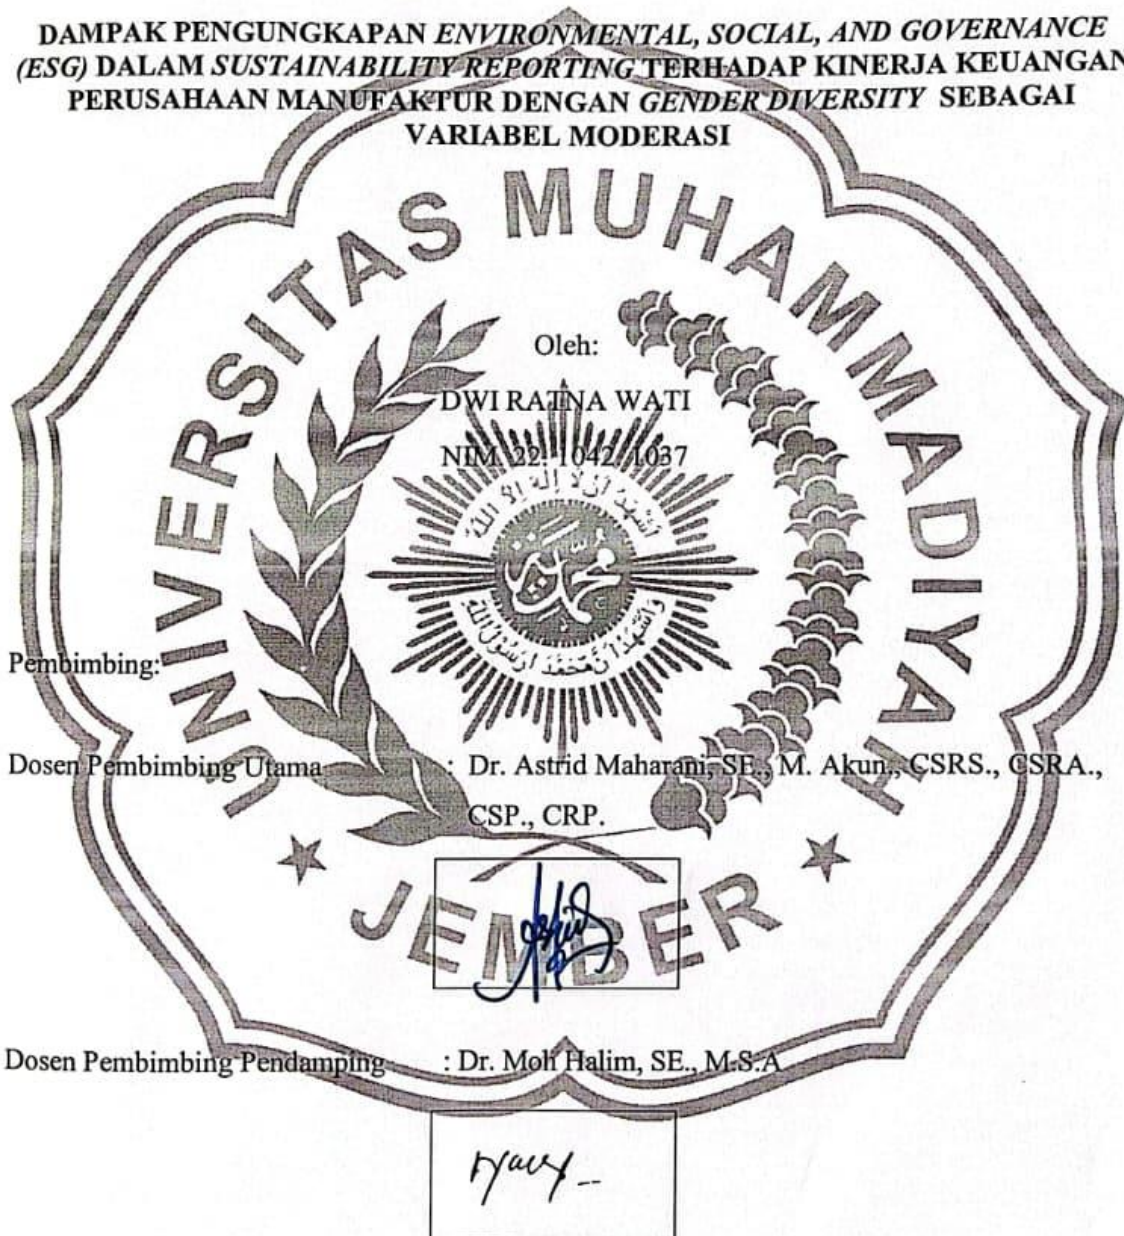 DAMPAK PENGUNGKAPAN ENVIRONMENTAL, SOCIAL, AND GOVERNANCE
(ESG) DALAM SUSTAINABILITY REPORTING TERHADAP KINERJA KEUANGAN
PERUSAHAAN MANUFAKTUR DENGAN GENDER DIVERSITY SEBAGAI
VARIABEL MODERASI
UNIVERSITAS MUHAMMADIYAH
JEMBER
Oleh:
DWI RATNA WATI
NIM. 22. 1042. 1037
محمد
Pembimbing:
Dosen Pembimbing Utama : Dr. Astrid Maharani, SE., M. Akun., CSRS., CSRA.,
CSP., CRP.
Dosen Pembimbing Pendamping : Dr. Moh Halim, SE., M.S.A